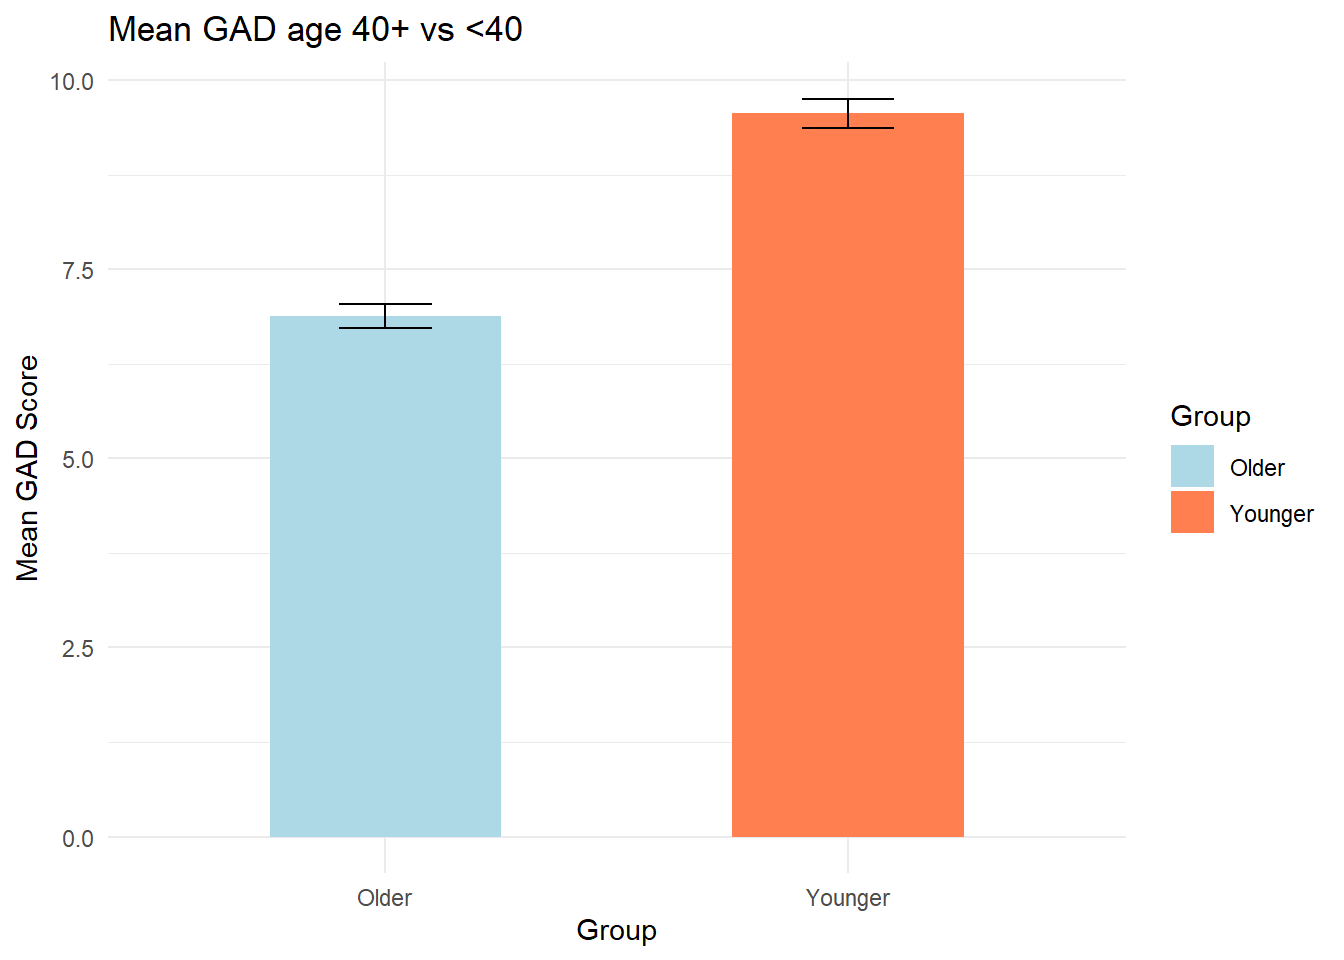 Mean GAD age 40+ vs <40
Mean GAD Score
10.0
7.5
5.0
2.5
0.0
Older
Younger
Group
Group
Older
Younger